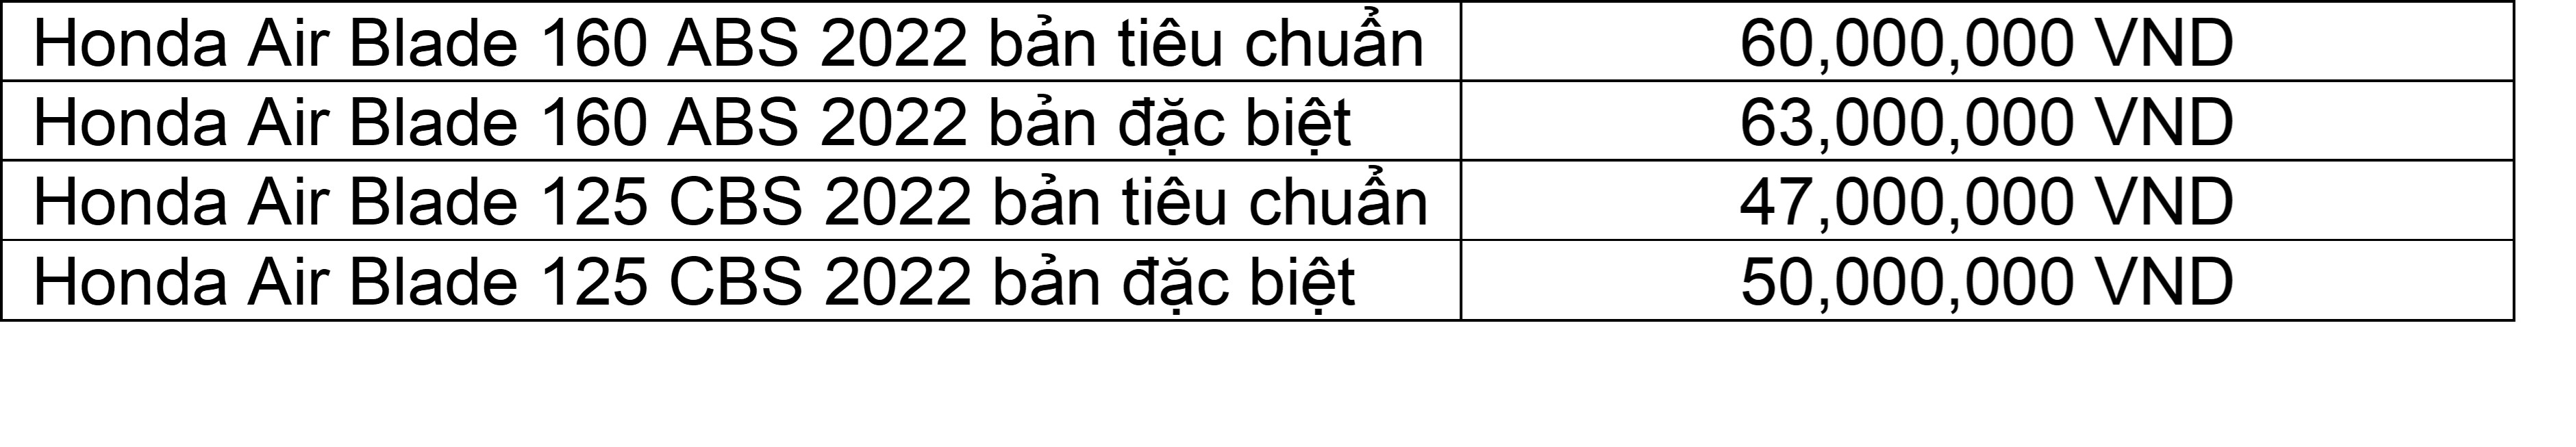 Honda Air Blade 160 ABS 2022 bản tiêu chuẩn 60,000,000 VND
Honda Air Blade 160 ABS 2022 bản đặc biệt 63,000,000 VND
Honda Air Blade 125 CBS 2022 bản tiêu chuẩn 47,000,000 VND
Honda Air Blade 125 CBS 2022 bản đặc biệt 50,000,000 VND